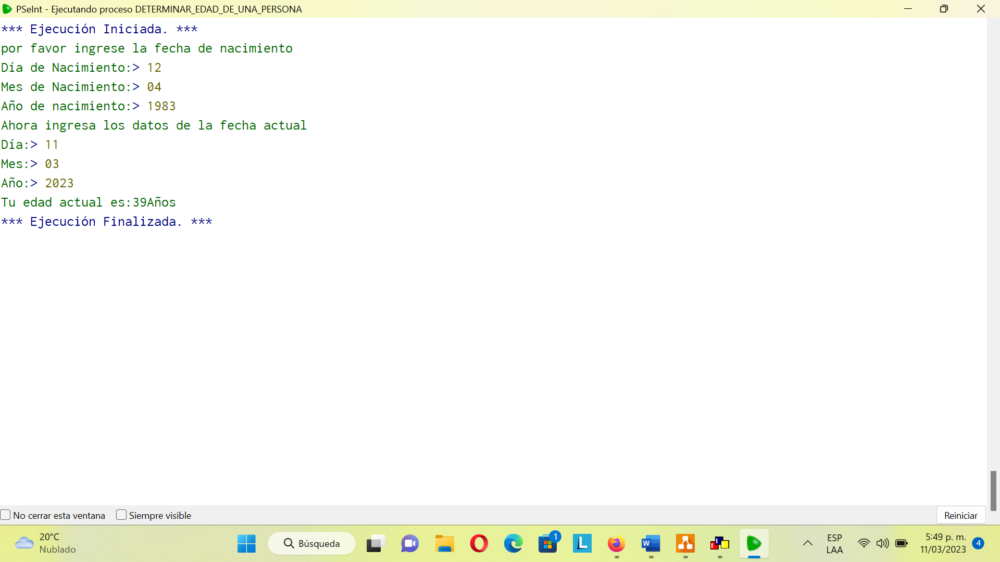 PSeInt - Ejecutando proceso DETERMINAR_EDAD_DE_UNA_PERSONA
*** Ejecución Iniciada. ***
por favor ingrese la fecha de nacimiento
Día de Nacimiento:> 12
Mes de Nacimiento:> 04
Año de nacimiento:> 1983
Ahora ingresa los datos de la fecha actual
Día:> 11
Mes:> 03
Año:> 2023
Tu edad actual es:39Años
*** Ejecución Finalizada. ***
No cerrar esta ventana
Siempre visible
Reiniciar
20°C
Nublado
Búsqueda
1
L
W
ESP
LAA
5:49 p. m.
11/03/2023
4